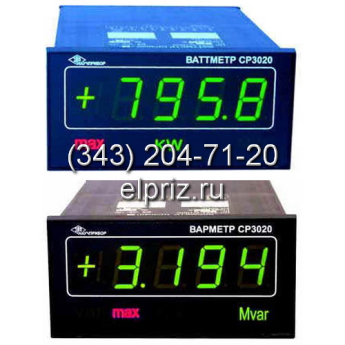 ВАТТМЕТР СР3020
+ 795.8
max KW
(343) 204-71-20
elpriz.ru
ВАРМЕТР СР3020
+ 3.194
max Mvar